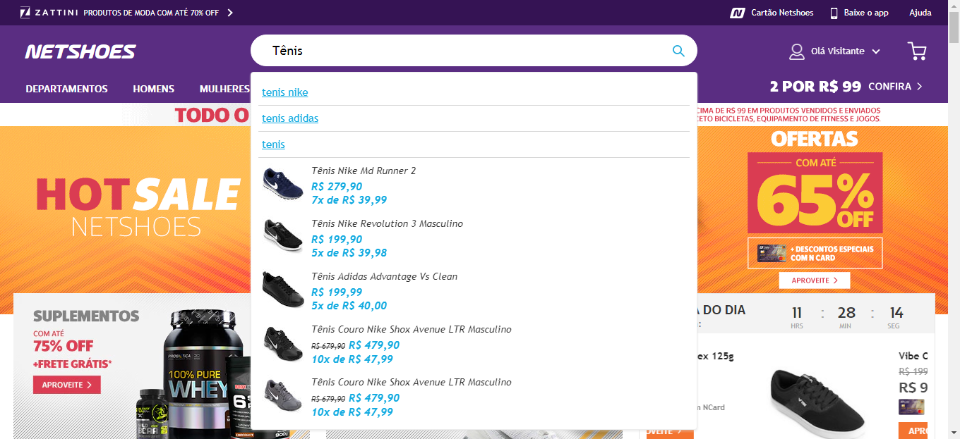 ZATTINI PRODUTOS DE MODA COM ATÉ 70% OFF
Cartão Netshoes
Baixe o app
Ajuda
NETSHOES
Tênis
Olá Visitante
DEPARTAMENTOS
HOMENS
MULHERES
2 POR R$ 99 CONFIRA
tenis nike
tenis adidas
tenis
Tênis Nike Md Runner 2
R$ 279,90
7x de R$ 39,99
Tênis Nike Revolution 3 Masculino
R$ 199,90
5x de R$ 39,98
Tênis Adidas Advantage Vs Clean
R$ 199,99
5x de R$ 40,00
Tênis Couro Nike Shox Avenue LTR Masculino
R$ 679,90 R$ 479,90
10x de R$ 47,99
Tênis Couro Nike Shox Avenue LTR Masculino
R$ 679,90 R$ 479,90
10x de R$ 47,99
TODO O
CIMA DE R$ 99 EM PRODUTOS VENDIDOS E ENVIADOS
CETO BICICLETAS, EQUIPAMENTO DE FITNESS E JOGOS.
HOT SALE
NETSHOES
OFERTAS
COM ATÉ
65% OFF
+ DESCONTOS ESPECIAIS
COM N CARD
APROVEITE
SUPLEMENTOS
COM ATÉ
75% OFF
+FRETE GRÁTIS*
APROVEITE
100% PURE
WHEY
A DO DIA
:
11 : 28 : 14
HRS MIN SEG
ex 125g
NCard
Vibe C
R$ 199
R$ 9
APR